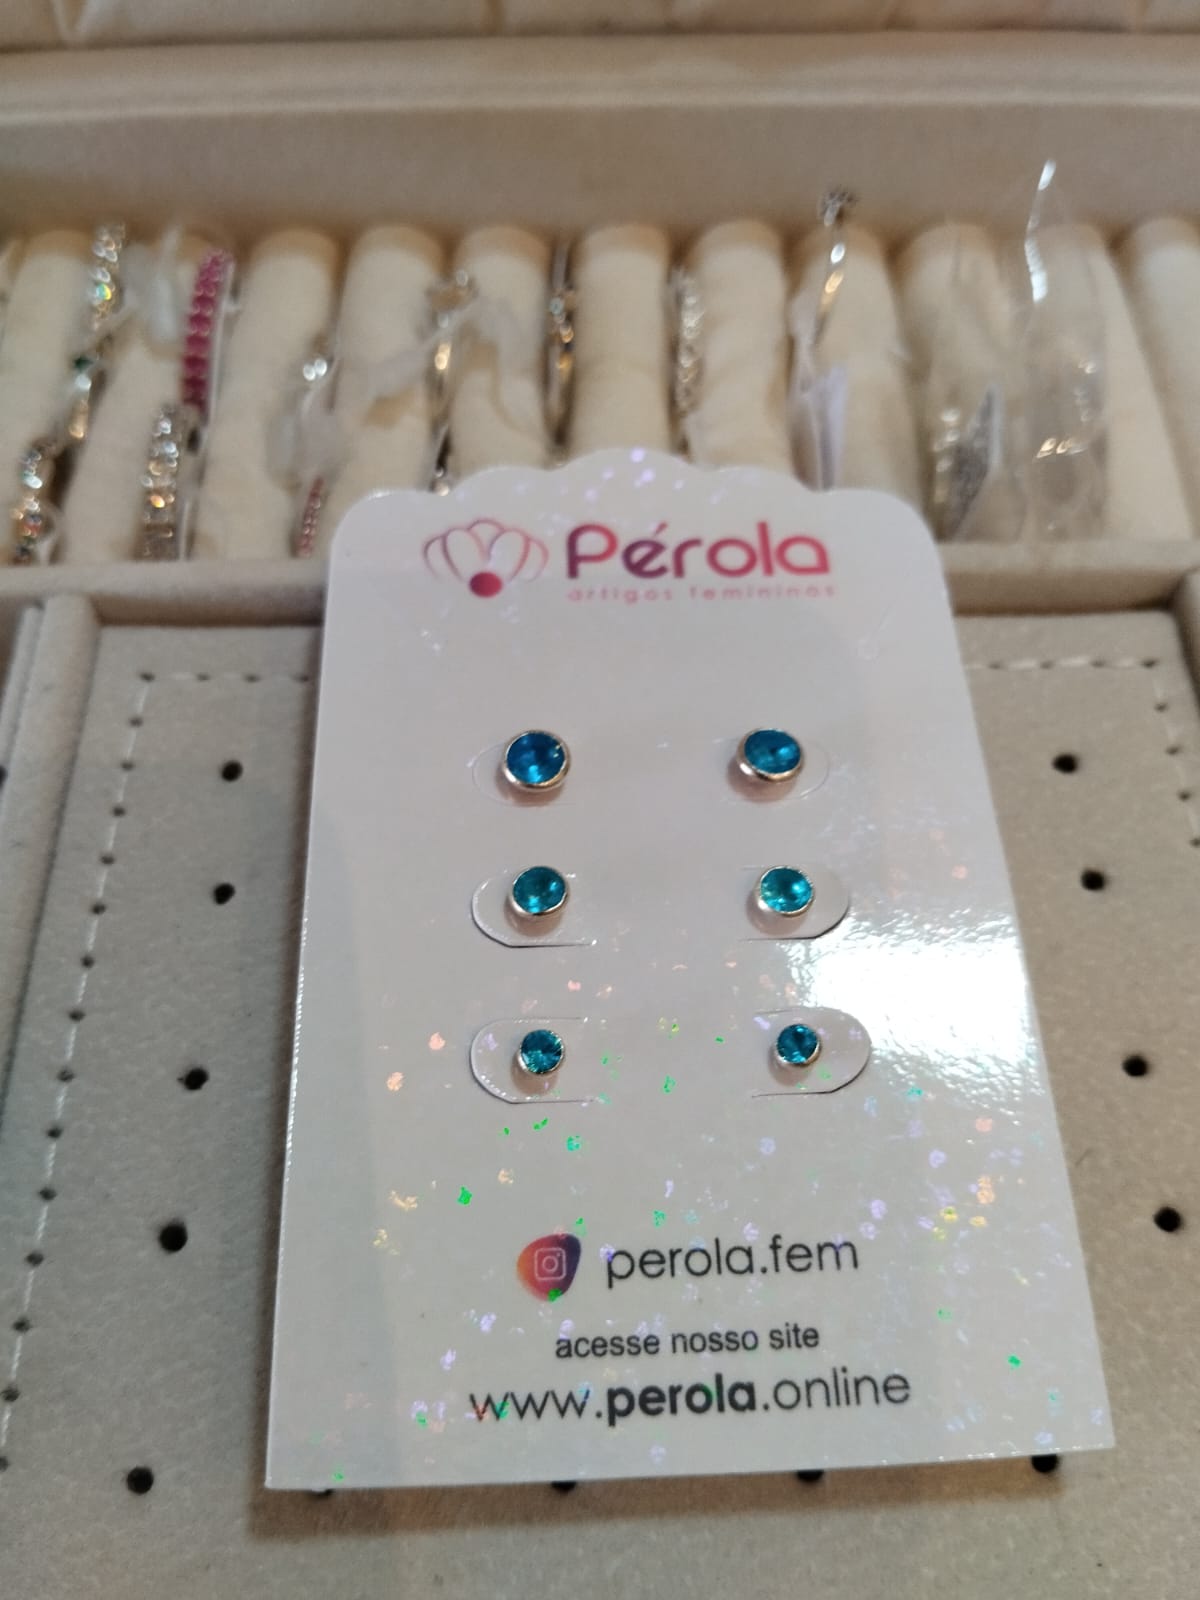 Pérola
artigos femininos
perola.fem
acesse nosso site
www.perola.online